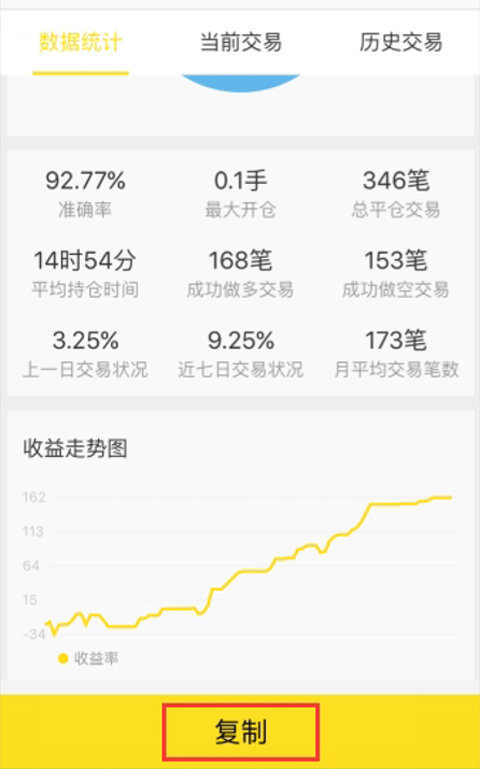 数据统计 当前交易 历史交易
92.77% 0.1手 346笔
准确率 最大开仓 总平仓交易
14时54分 168笔 153笔
平均持仓时间 成功做多交易 成功做空交易
3.25% 9.25% 173笔
上一日交易状况 近七日交易状况 月平均交易笔数
收益走势图
162
113
64
15
-34
收益率
复制